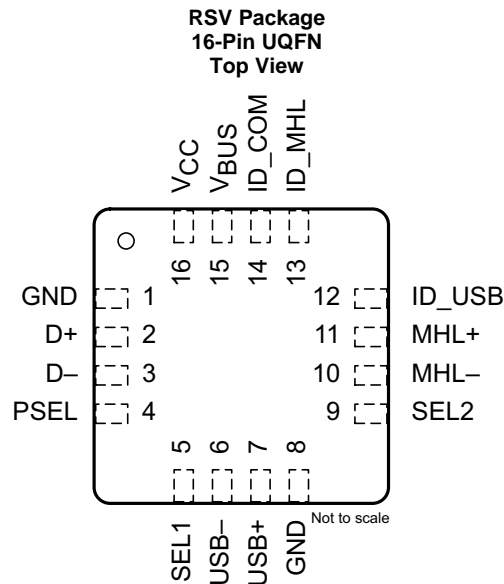 RSV Package
16-Pin UQFN
Top View
VCC
VBUS
ID_COM
ID_MHL
16
15
14
13
GND 1
D+ 2
D– 3
PSEL 4
12 ID_USB
11 MHL+
10 MHL–
9 SEL2
5
6
7
8
SEL1
USB–
USB+
GND
Not to scale